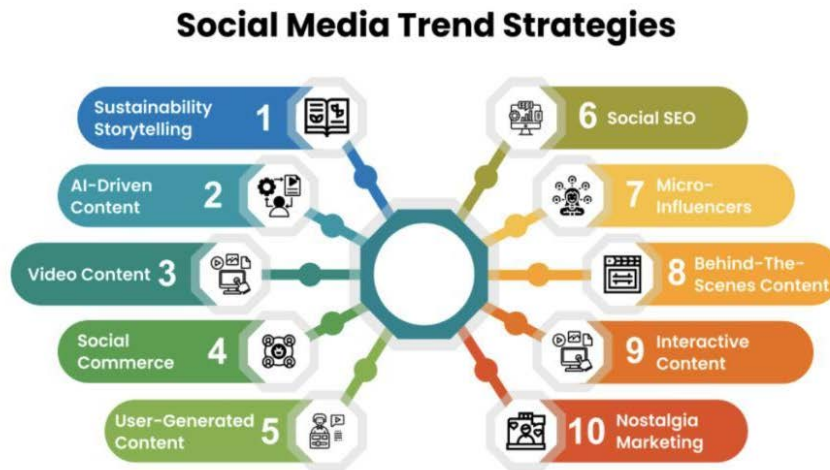 Social Media Trend Strategies
Sustainability
Storytelling
1
AI-Driven
Content
2
Video Content 3
Social
Commerce
4
User-Generated
Content
5
6 Social SEO
7
Micro-
Influencers
8
Behind-The-
Scenes Content
9
Interactive
Content
10
Nostalgia
Marketing